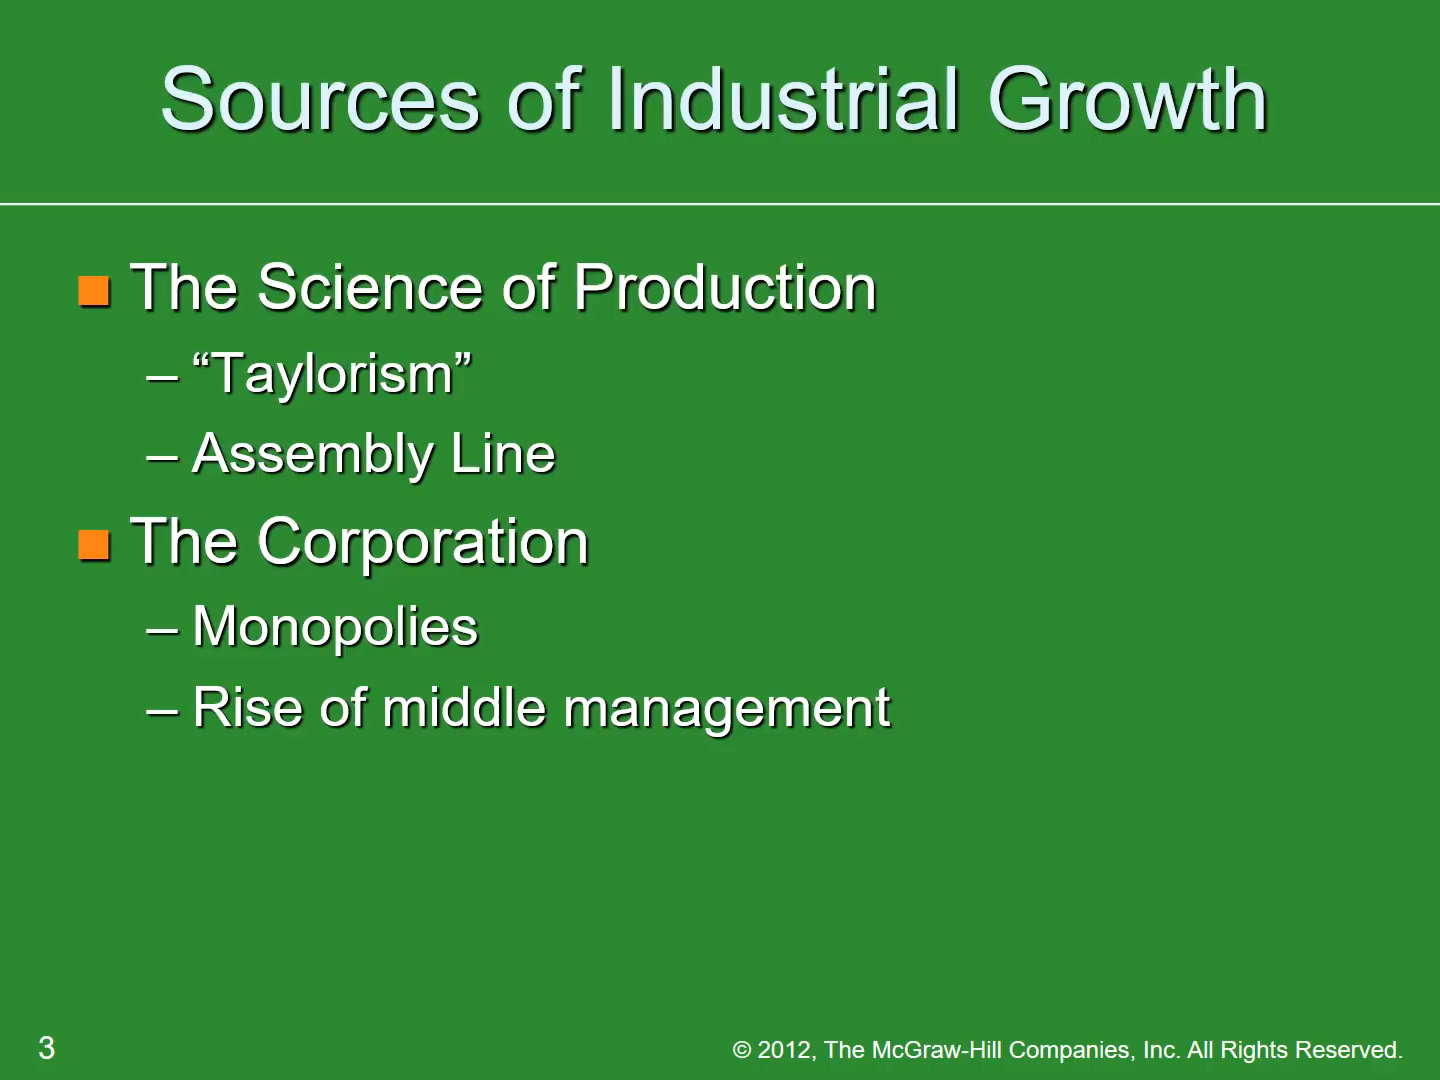 Sources of Industrial Growth
The Science of Production
– “Taylorism”
– Assembly Line
The Corporation
– Monopolies
– Rise of middle management
3
© 2012, The McGraw-Hill Companies, Inc. All Rights Reserved.